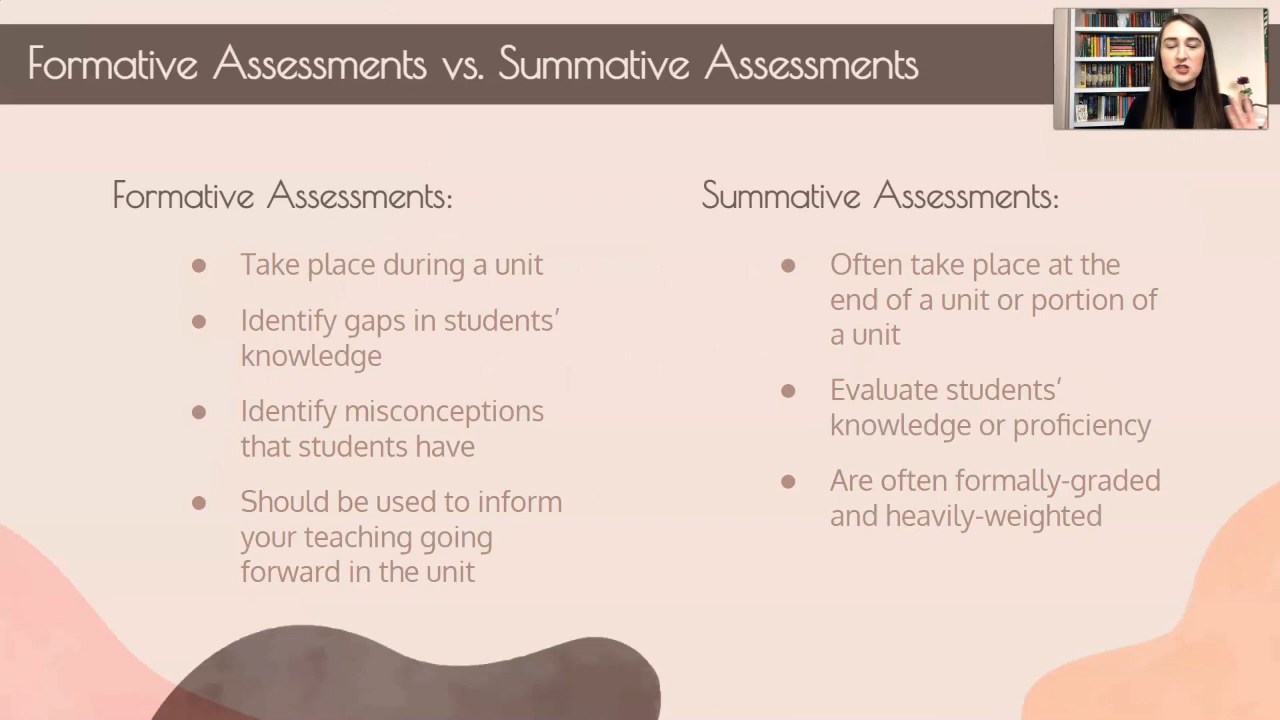 Formative Assessments vs. Summative Assessments
Formative Assessments:
● Take place during a unit
● Identify gaps in students’
knowledge
● Identify misconceptions
that students have
● Should be used to inform
your teaching going
forward in the unit
Summative Assessments:
● Often take place at the
end of a unit or portion of
a unit
● Evaluate students’
knowledge or proficiency
● Are often formally-graded
and heavily-weighted